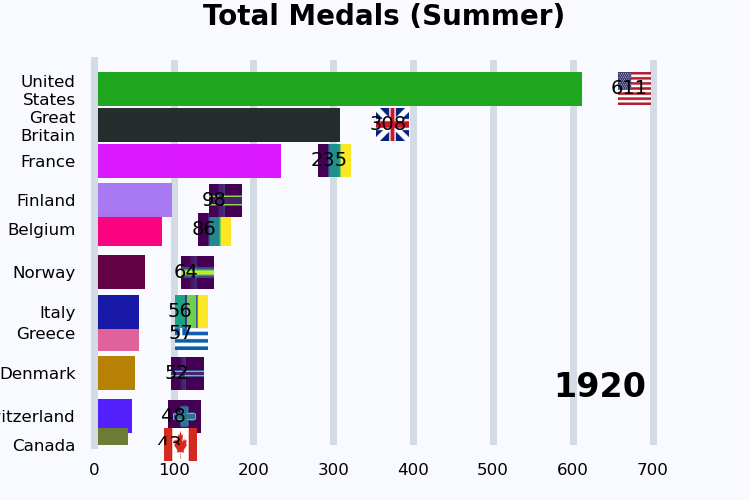 Total Medals (Summer)
United
States
611
Great
Britain
308
France
235
Finland
98
Belgium
86
Norway
64
Italy
56
Greece
57
Denmark
52
itzerland
48
Canada
43
1920
0 100 200 300 400 500 600 700